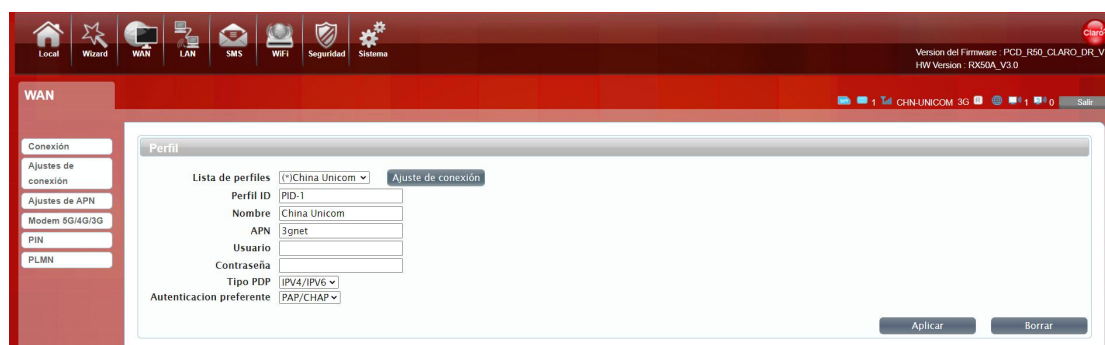 Local Wizard WAN LAN SMS WiFi Seguridad Sistema
Claro
Version del Firmware : PCD_R50_CLARO_DR_V
HW Version : RX50A_V3.0
WAN
1 CHN-UNICOM 3G R 1 0 Salir
Conexión
Ajustes de
conexión
Ajustes de APN
Modem 5G/4G/3G
PIN
PLMN
Perfil
Lista de perfiles (*)China Unicom Ajuste de conexión
Perfil ID PID-1
Nombre China Unicom
APN 3gnet
Usuario
Contraseña
Tipo PDP IPV4/IPV6
Autenticacion preferente PAP/CHAP
Aplicar Borrar